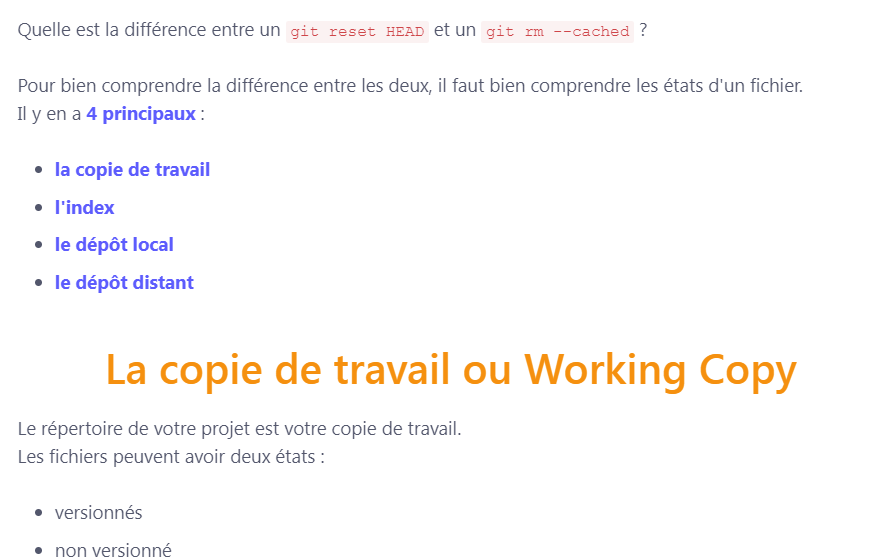 Quelle est la différence entre un git reset HEAD et un git rm --cached ?
Pour bien comprendre la différence entre les deux, il faut bien comprendre les états d'un fichier.
Il y en a 4 principaux :
la copie de travail
l'index
le dépôt local
le dépôt distant
La copie de travail ou Working Copy
Le répertoire de votre projet est votre copie de travail.
Les fichiers peuvent avoir deux états :
versionnés
non versionné